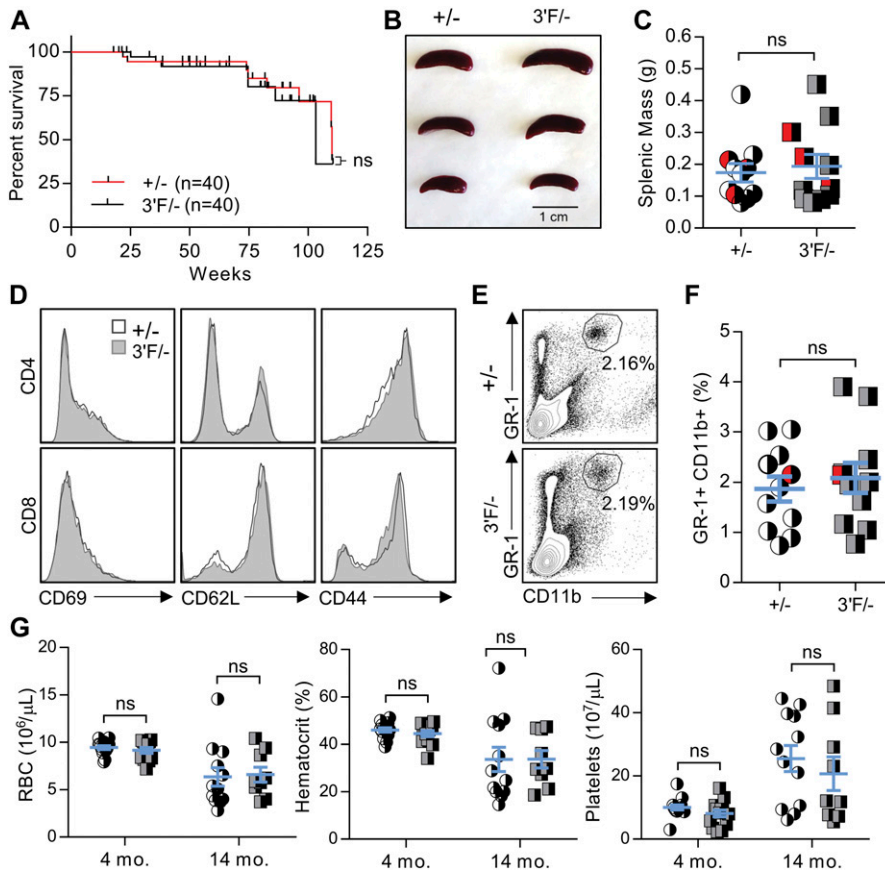 A
Percent survival
100
75
50
25
0
ns
+/- (n=40)
3'F/- (n=40)
0 25 50 75 100 125
Weeks
B
+/- 3'F/-
1 cm
C
ns
Splenic Mass (g)
0.6
0.5
0.4
0.3
0.2
0.1
0.0
+/- 3'F/-
D
+/-
3'F/-
CD4
CD8
CD69 CD62L CD44
E
+/-
GR-1
2.16%
3'F/-
GR-1
2.19%
CD11b
F
ns
GR-1+ CD11b+ (%)
5
4
3
2
1
0
+/- 3'F/-
G
RBC (10⁶/μL)
20
15
10
5
0
ns ns
4 mo. 14 mo.
Hematocrit (%)
80
60
40
20
0
ns ns
4 mo. 14 mo.
Platelets (10⁷/μL)
60
40
20
0
ns ns
4 mo. 14 mo.